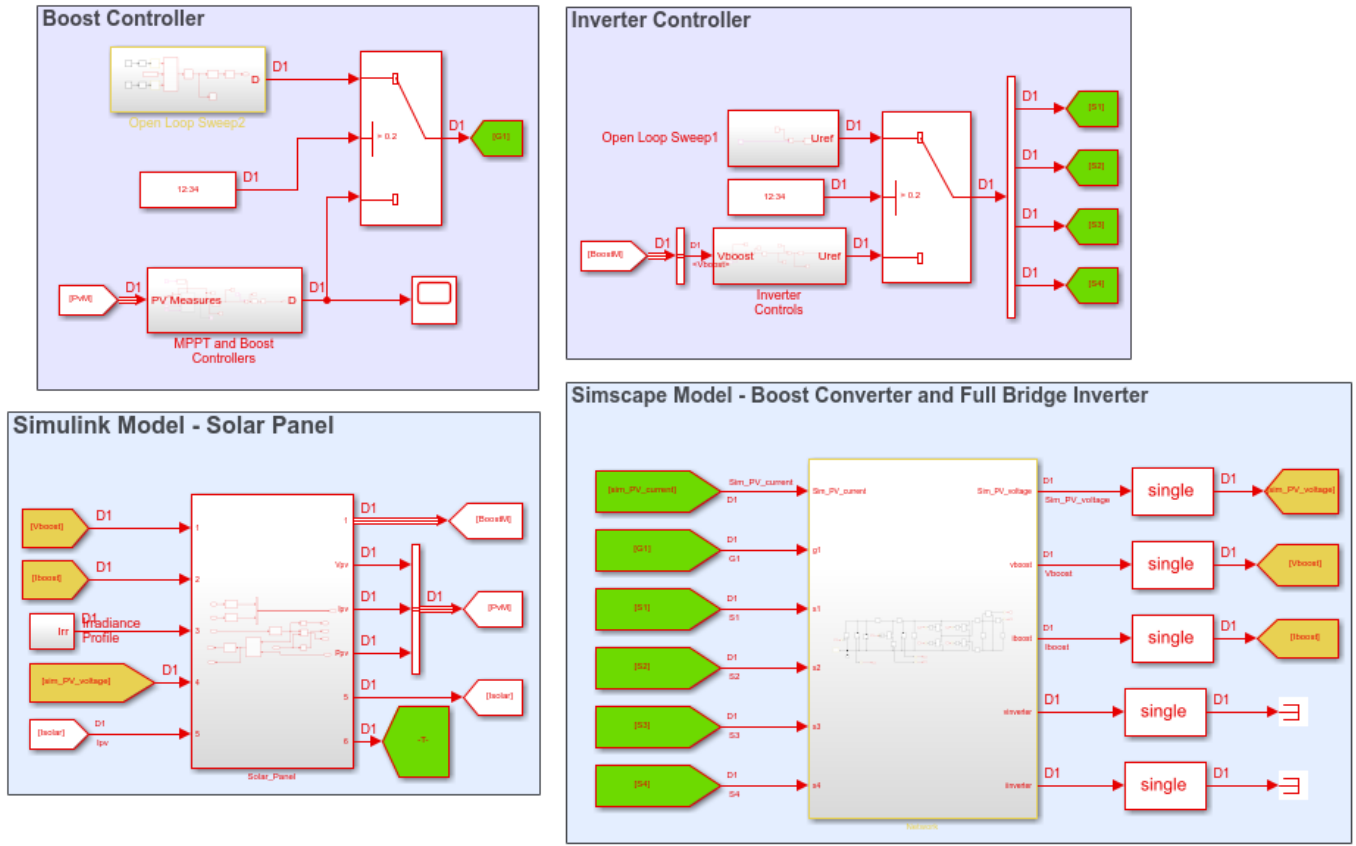 Boost Controller
D
D1
Open Loop Sweep2
> 0.2
D1
[G1]
12:34
D1
[PvM]
D1
PV Measures
D
D1
MPPT and Boost
Controllers
Inverter Controller
Open Loop Sweep1
Uref
D1
12:34
D1
> 0.2
D1
[BoostM]
D1
D1
<Vboost>
Vboost
Uref
D1
Inverter
Controls
D1
[S1]
D1
[S2]
D1
[S3]
D1
[S4]
Simulink Model - Solar Panel
[Vboost]
D1
1
[Iboost]
D1
2
Irr
D1
Irradiance
Profile
3
[sim_PV_voltage]
D1
4
[Isolar]
D1
Ipv
5
Solar_Panel
1
D1
[BoostM]
Vpv
D1
Ipv
D1
D1
[PvM]
Ppv
D1
5
D1
[Isolar]
6
D1
-T-
Simscape Model - Boost Converter and Full Bridge Inverter
[sim_PV_current]
Sim_PV_current
D1
Sim_PV_current
[G1]
D1
G1
g1
[S1]
D1
S1
s1
[S2]
D1
S2
s2
[S3]
D1
S3
s3
[S4]
D1
S4
s4
Sim_PV_voltage
D1
Sim_PV_voltage
single
D1
[sim_PV_voltage]
vboost
D1
Vboost
single
D1
[Vboost]
Iboost
D1
Iboost
single
D1
[Iboost]
D1
single
D1
D1
single
D1